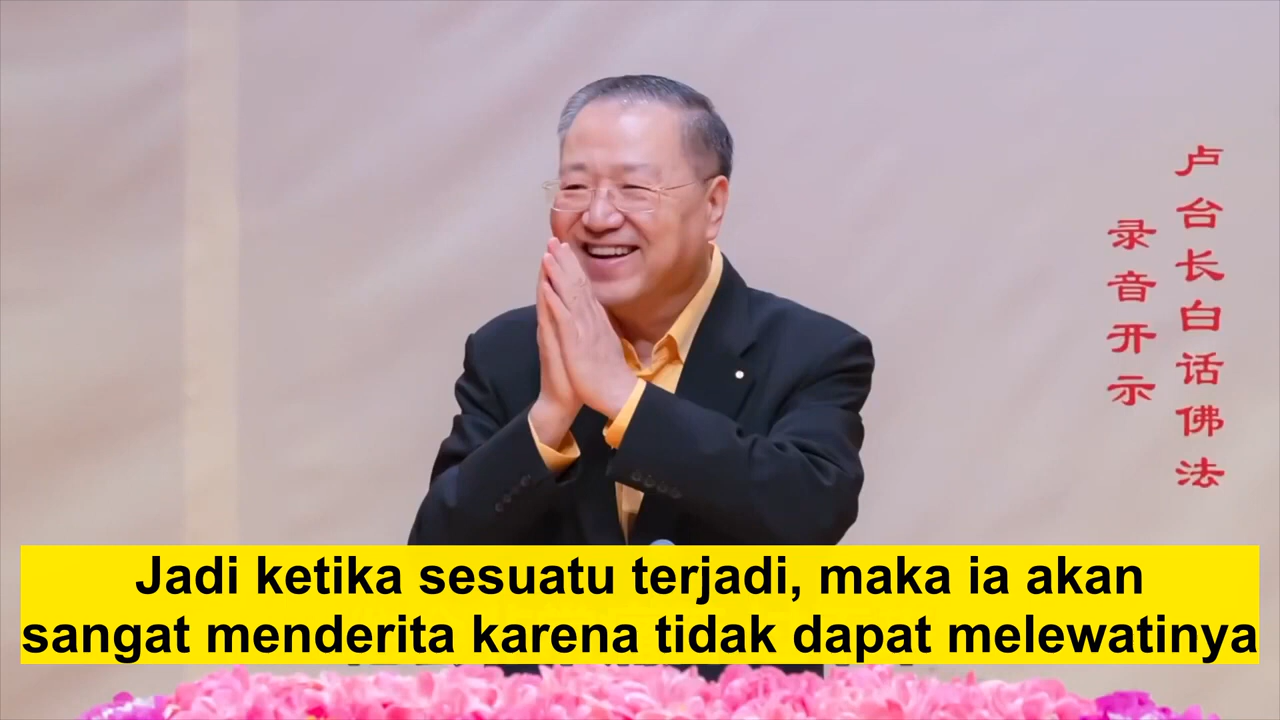 卢台长白话佛法
录音开示
Jadi ketika sesuatu terjadi, maka ia akan
sangat menderita karena tidak dapat melewatinya